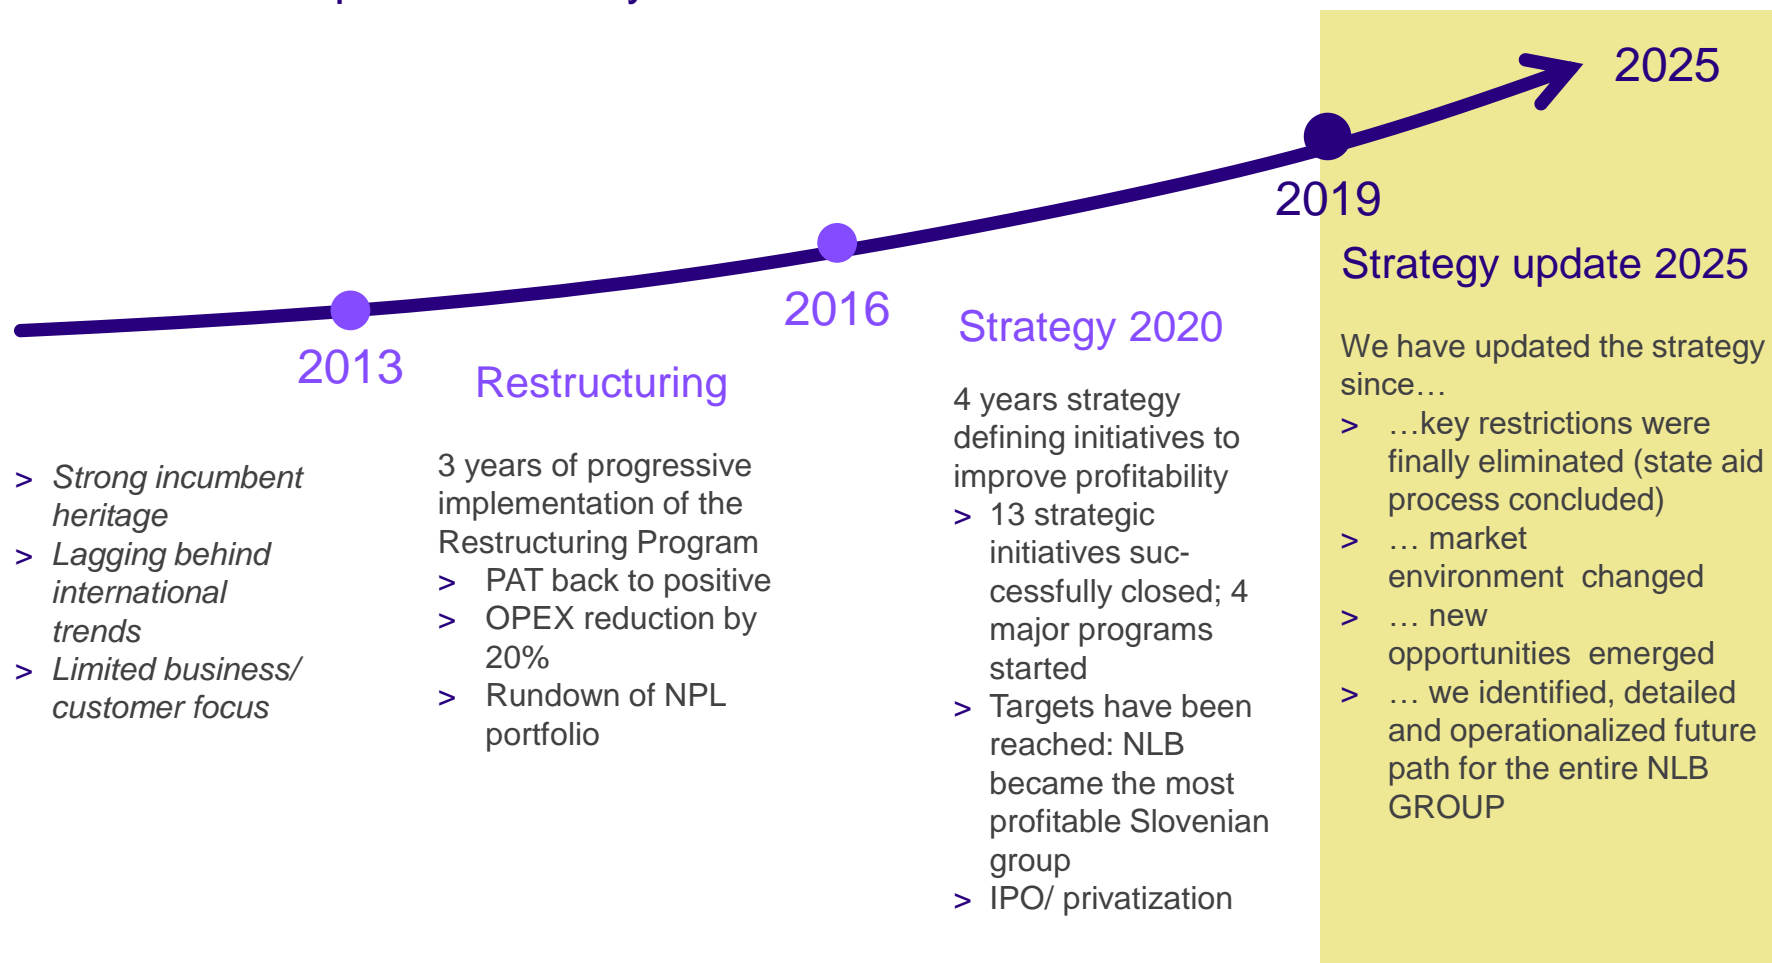 2025
2019
2016
2013
> Strong incumbent
heritage
> Lagging behind
international
trends
> Limited business/
customer focus
Restructuring
3 years of progressive
implementation of the
Restructuring Program
> PAT back to positive
> OPEX reduction by
20%
> Rundown of NPL
portfolio
Strategy 2020
4 years strategy
defining initiatives to
improve profitability
> 13 strategic
initiatives suc-
cessfully closed; 4
major programs
started
> Targets have been
reached: NLB
became the most
profitable Slovenian
group
> IPO/ privatization
Strategy update 2025
We have updated the strategy
since…
> …key restrictions were
finally eliminated (state aid
process concluded)
> … market
environment changed
> … new
opportunities emerged
> … we identified, detailed
and operationalized future
path for the entire NLB
GROUP